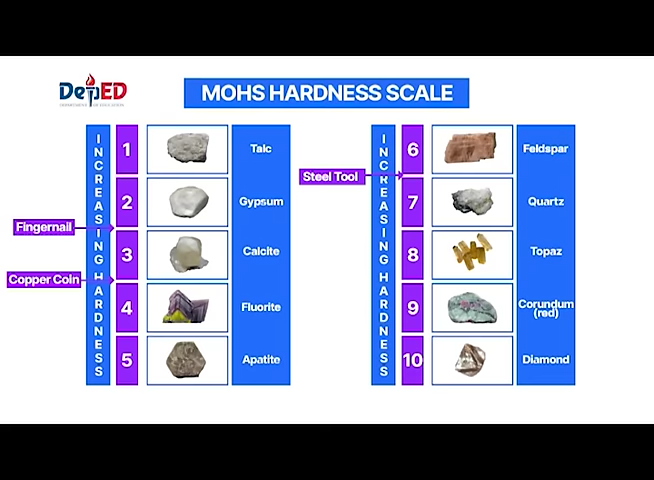 DepED
DEPARTMENT OF EDUCATION
MOHS HARDNESS SCALE
INCREASING HARDNESS
1
Talc
2
Gypsum
Fingernail
3
Calcite
Copper Coin
4
Fluorite
5
Apatite
INCREASING HARDNESS
6
Feldspar
Steel Tool
7
Quartz
8
Topaz
9
Corundum
(red)
10
Diamond